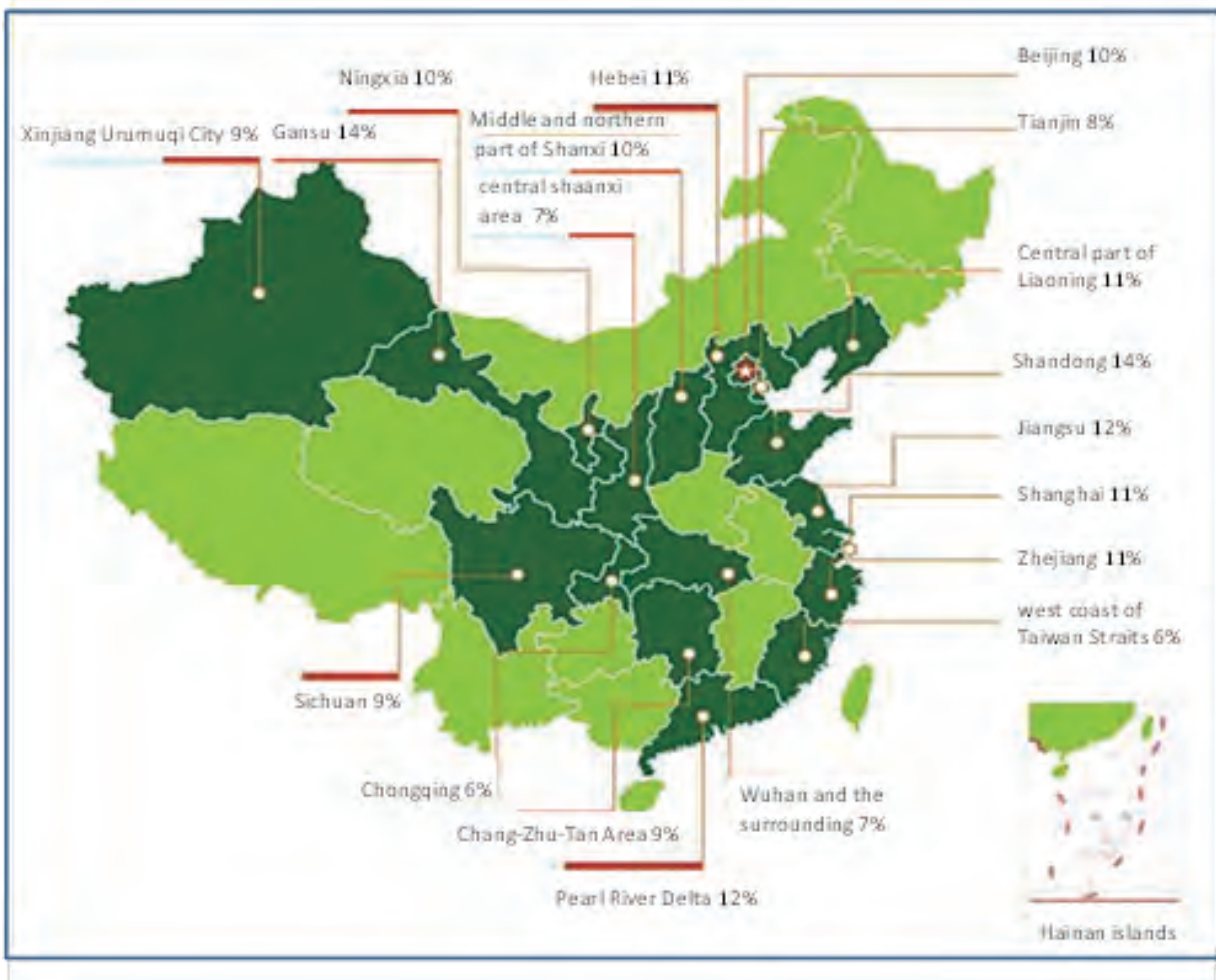 Ningxia 10%
Hebei 11%
Beijing 10%
Xinjiang Urumuqi City 9%
Gansu 14%
Middle and northern
part of Shanxi 10%
Tianjin 8%
central shaanxi
area 7%
Central part of
Liaoning 11%
Shandong 14%
Jiangsu 12%
Shanghai 11%
Zhejiang 11%
west coast of
Taiwan Straits 6%
Sichuan 9%
Chongqing 6%
Chang-Zhu-Tan Area 9%
Wuhan and the
surrounding 7%
Pearl River Delta 12%
Hainan islands